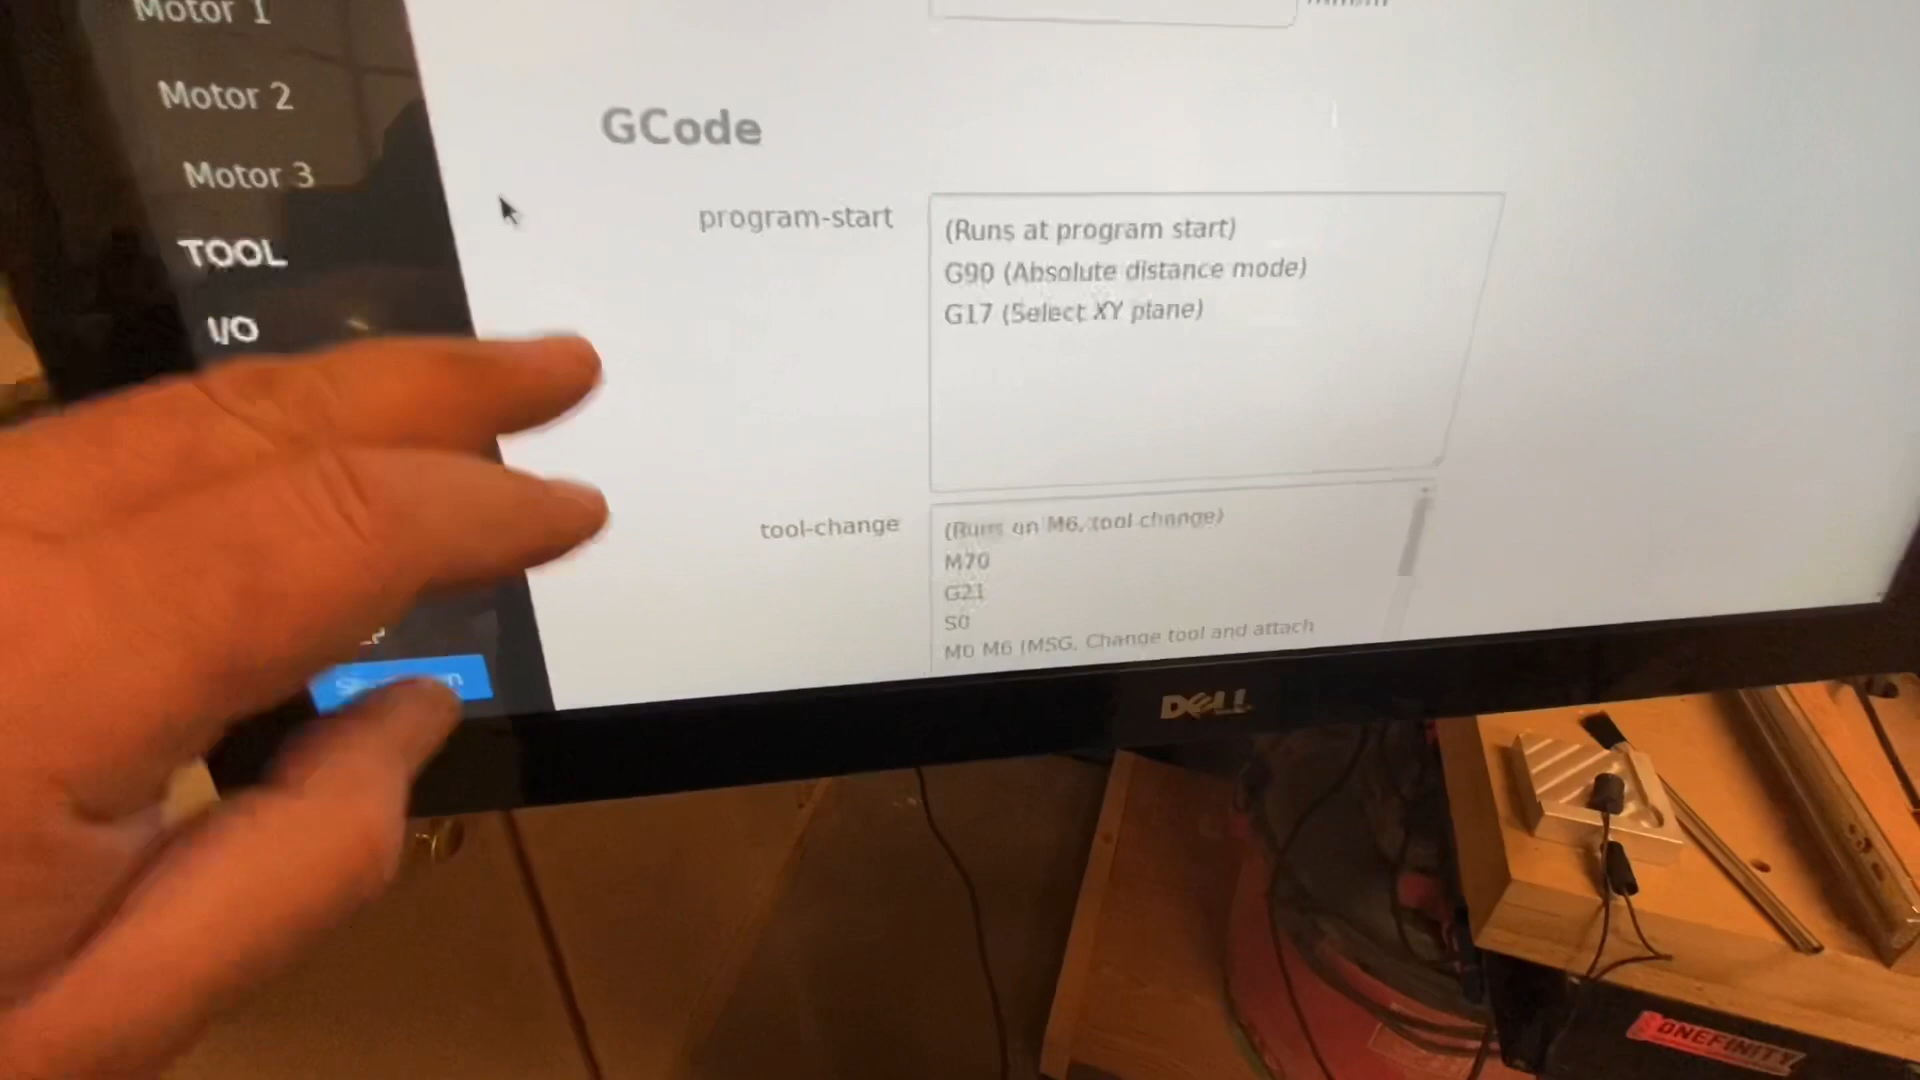 Motor 1
Motor 2
Motor 3
TOOL
I/O
GCode
program-start
(Runs at program start)
G90 (Absolute distance mode)
G17 (Select XY plane)
tool-change
(Runs on M6, tool change)
M70
G21
S0
M0 M6 (MSG, Change tool and attach
DELL
ONEFINITY